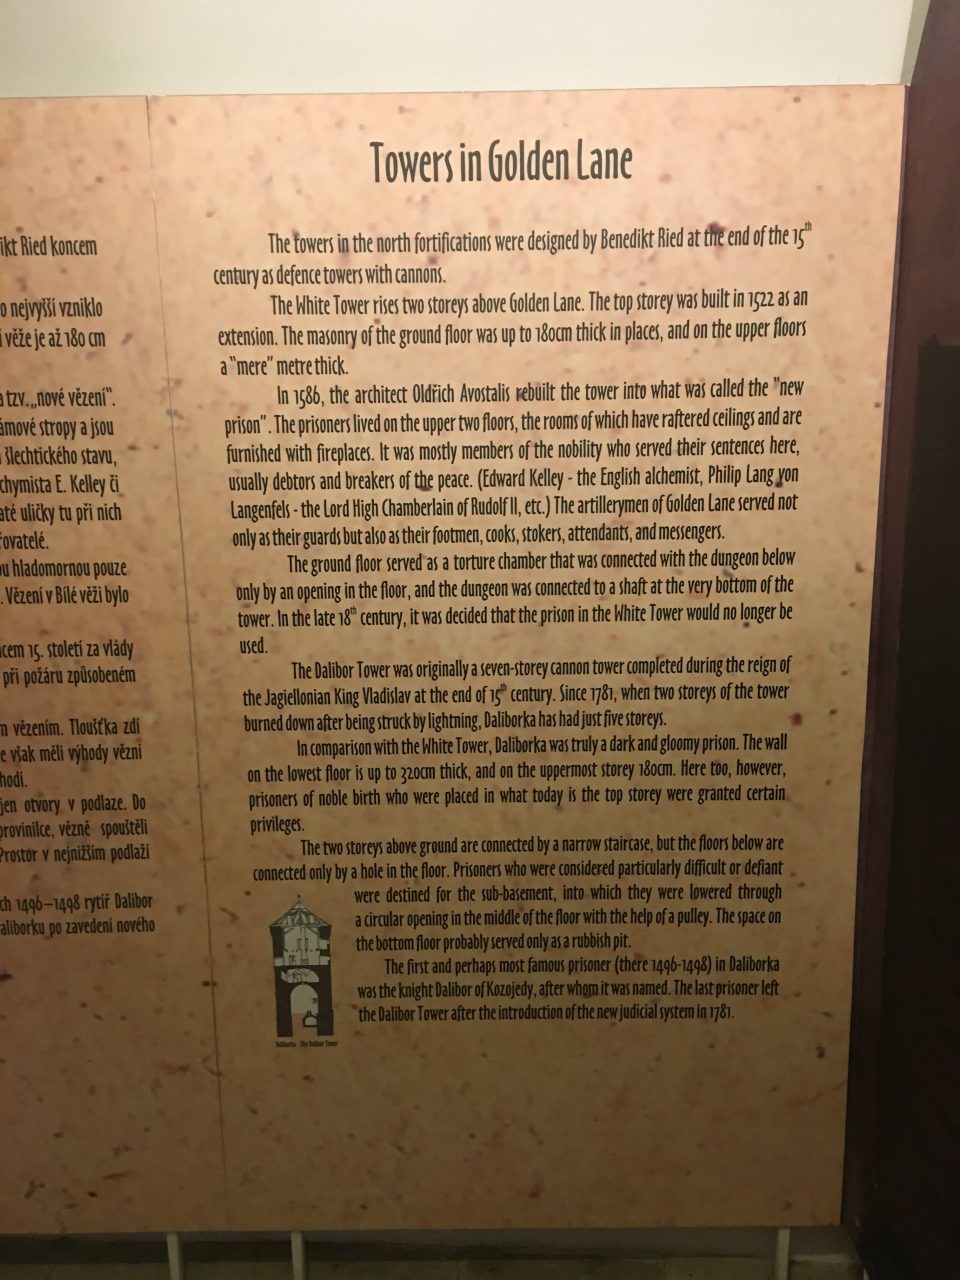 ikt Ried koncem
o nejvyšší vzniklo
í věže je až 180 cm
a tzv. „nové vězení“.
ámové stropy a jsou
šlechtického stavu,
chymista E. Kelley či
até uličky tu při nich
řovatelé.
ou hladomornou pouze
. Vězení v Bílé věži bylo
cem 15. století za vlády
při požáru způsobeném
m vězením. Tloušťka zdí
e však měli výhody vězni
hodí.
jen otvory v podlaze. Do
provinilce, vězně spouštěli
Prostor v nejnižším podlaží
ch 1496–1498 rytíř Dalibor
aliborku po zavedení nového
Towers in Golden Lane
The towers in the north fortifications were designed by Benedikt Ried at the end of the 15th
century as defence towers with cannons.
The White Tower rises two storeys above Golden Lane. The top storey was built in 1522 as an
extension. The masonry of the ground floor was up to 180cm thick in places, and on the upper floors
a "mere" metre thick.
In 1586, the architect Oldřich Avostalis rebuilt the tower into what was called the "new
prison". The prisoners lived on the upper two floors, the rooms of which have raftered ceilings and are
furnished with fireplaces. It was mostly members of the nobility who served their sentences here,
usually debtors and breakers of the peace. (Edward Kelley - the English alchemist, Philip Lang von
Langenfels - the Lord High Chamberlain of Rudolf II, etc.) The artillerymen of Golden Lane served not
only as their guards but also as their footmen, cooks, stokers, attendants, and messengers.
The ground floor served as a torture chamber that was connected with the dungeon below
only by an opening in the floor, and the dungeon was connected to a shaft at the very bottom of the
tower. In the late 18th century, it was decided that the prison in the White Tower would no longer be
used.
The Dalibor Tower was originally a seven-storey cannon tower completed during the reign of
the Jagiellonian King Vladislav at the end of 15th century. Since 1781, when two storeys of the tower
burned down after being struck by lightning, Daliborka has had just five storeys.
In comparison with the White Tower, Daliborka was truly a dark and gloomy prison. The wall
on the lowest floor is up to 320cm thick, and on the uppermost storey 180cm. Here too, however,
prisoners of noble birth who were placed in what today is the top storey were granted certain
privileges.
The two storeys above ground are connected by a narrow staircase, but the floors below are
connected only by a hole in the floor. Prisoners who were considered particularly difficult or defiant
were destined for the sub-basement, into which they were lowered through
a circular opening in the middle of the floor with the help of a pulley. The space on
the bottom floor probably served only as a rubbish pit.
The first and perhaps most famous prisoner (there 1496-1498) in Daliborka
was the knight Dalibor of Kozojedy, after whom it was named. The last prisoner left
the Dalibor Tower after the introduction of the new judicial system in 1781.
Daliborka - The Dalibor Tower